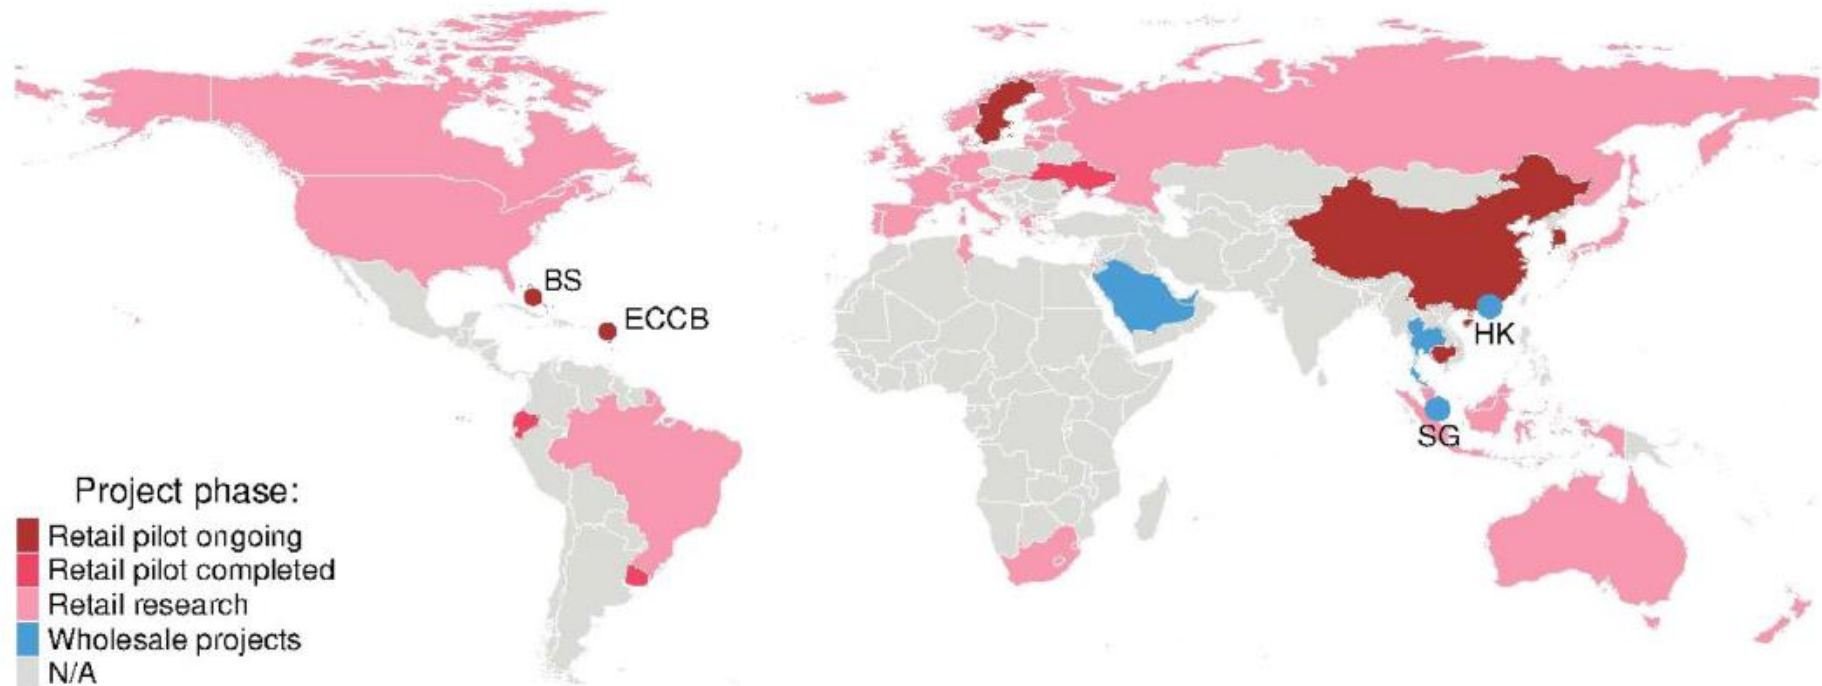 BS
ECCB
HK
SG
Project phase:
Retail pilot ongoing
Retail pilot completed
Retail research
Wholesale projects
N/A